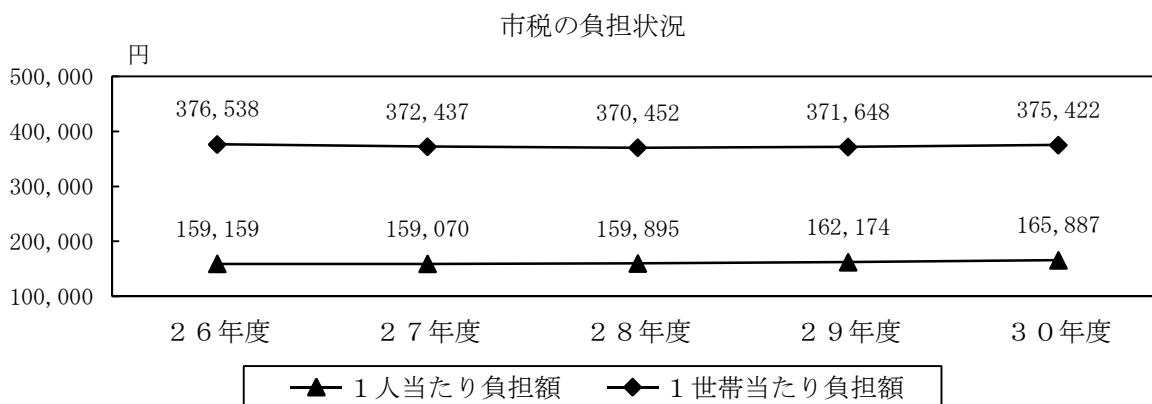 市税の負担状況
円
500,000
400,000
300,000
200,000
100,000
376,538 372,437 370,452 371,648 375,422
159,159 159,070 159,895 162,174 165,887
２６年度 ２７年度 ２８年度 ２９年度 ３０年度
１人当たり負担額 １世帯当たり負担額